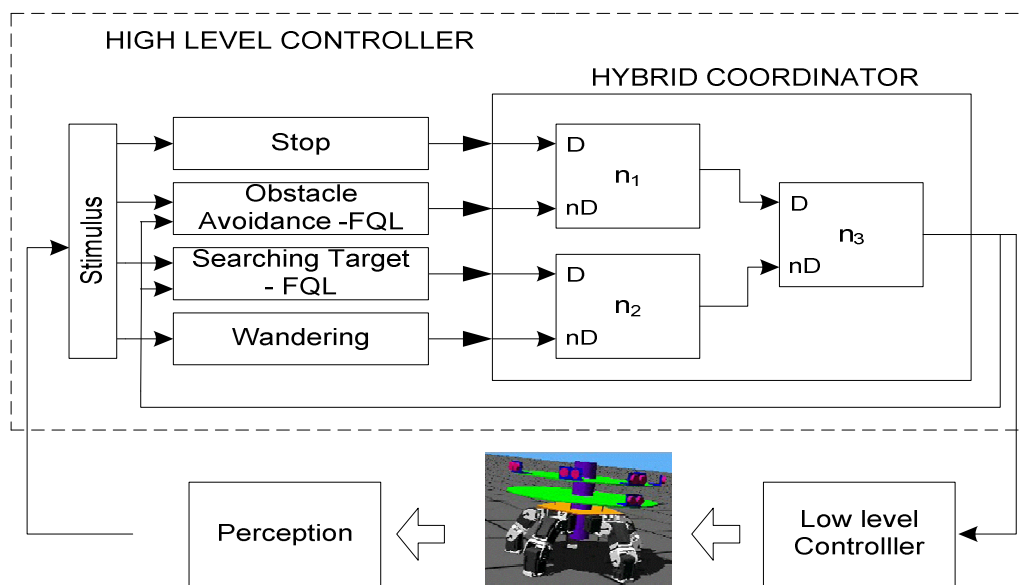 HIGH LEVEL CONTROLLER
HYBRID COORDINATOR
Stimulus
Stop
Obstacle
Avoidance -FQL
Searching Target
- FQL
Wandering
D
n1
nD
D
n2
nD
D
n3
nD
Perception
Low level
Controlller